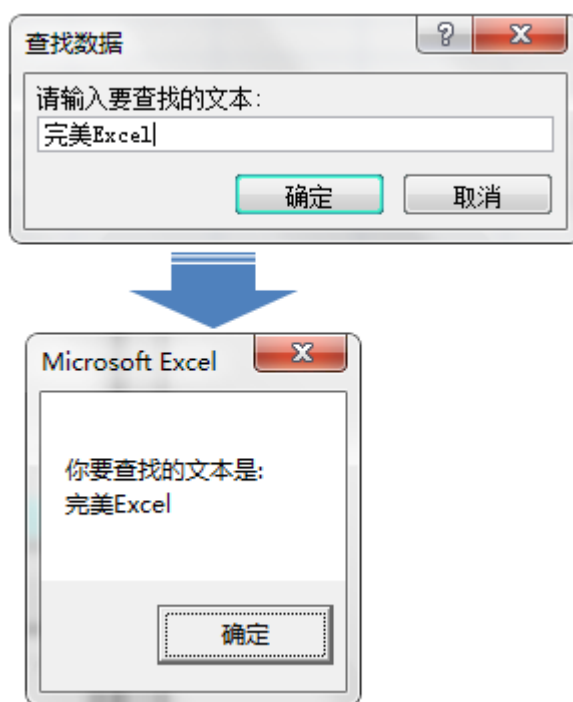 查找数据
请输入要查找的文本:
完美Excel
确定 取消
Microsoft Excel
你要查找的文本是:
完美Excel
确定